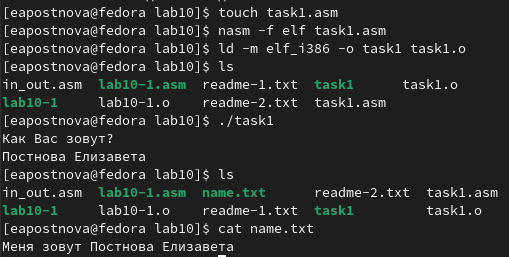 [eapostnova@fedora lab10]$ touch task1.asm
[eapostnova@fedora lab10]$ nasm -f elf task1.asm
[eapostnova@fedora lab10]$ ld -m elf_i386 -o task1 task1.o
[eapostnova@fedora lab10]$ ls
in_out.asm lab10-1.asm readme-1.txt task1 task1.o
lab10-1 lab10-1.o readme-2.txt task1.asm
[eapostnova@fedora lab10]$ ./task1
Как Вас зовут?
Постнова Елизавета
[eapostnova@fedora lab10]$ ls
in_out.asm lab10-1.asm name.txt readme-2.txt task1.asm
lab10-1 lab10-1.o readme-1.txt task1 task1.o
[eapostnova@fedora lab10]$ cat name.txt
Меня зовут Постнова Елизавета